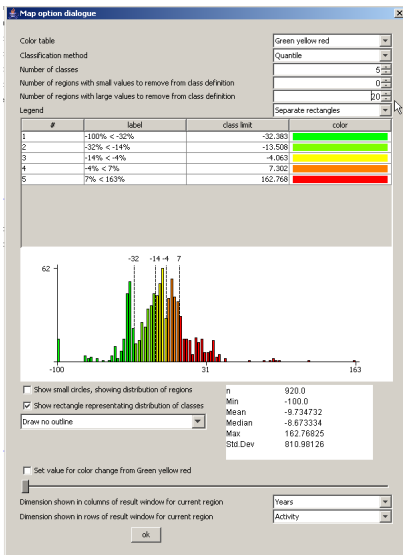 Map option dialogue
Color table Green yellow red
Classification method Quantile
Number of classes 5
Number of regions with small values to remove from class definition 0
Number of regions with large values to remove from class definition 20
Legend Separate rectangles
# label class limit color
1 -100% < -32% -32.383
2 -32% < -14% -13.508
3 -14% < -4% -4.063
4 -4% < 7% 7.302
5 7% < 163% 162.768
-32 -14 -4 7
62
-100 31 163
Show small circles, showing distribution of regions
Show rectangle representating distribution of classes
Draw no outline
n 920.0
Min -100.0
Mean -9.734732
Median -8.673334
Max 162.76825
Std.Dev 810.98126
Set value for color change from Green yellow red
Dimension shown in columns of result window for current region Years
Dimension shown in rows of result window for current region Activity
ok